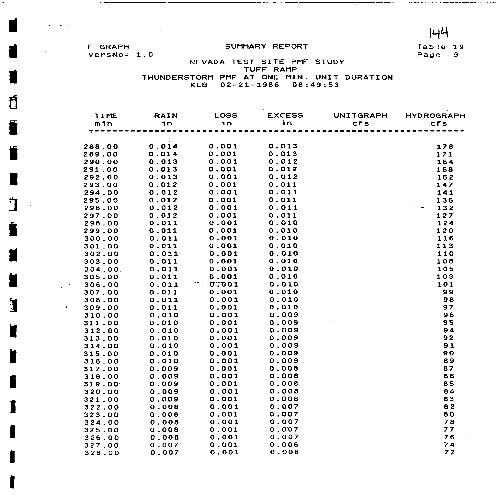 144
F GRAPH SUMMARY REPORT Table 19
VersNo= 1.0 Page 9
NEVADA TEST SITE PMF STUDY
TUFF RAMP
THUNDERSTORM PMF AT ONE MIN. UNIT DURATION
KLB 02-21-1986 08:49:53
TIME RAIN LOSS EXCESS UNITGRAPH HYDROGRAPH
min in in in cfs cfs
288.00 0.014 0.001 0.013 178
289.00 0.014 0.001 0.013 171
290.00 0.013 0.001 0.012 164
291.00 0.013 0.001 0.012 158
292.00 0.013 0.001 0.012 152
293.00 0.012 0.001 0.011 147
294.00 0.012 0.001 0.011 141
295.00 0.012 0.001 0.011 136
296.00 0.012 0.001 0.011 132
297.00 0.012 0.001 0.011 127
298.00 0.011 0.001 0.010 124
299.00 0.011 0.001 0.010 120
300.00 0.011 0.001 0.010 116
301.00 0.011 0.001 0.010 113
302.00 0.011 0.001 0.010 110
303.00 0.011 0.001 0.010 108
304.00 0.011 0.001 0.010 105
305.00 0.011 0.001 0.010 103
306.00 0.011 0.001 0.010 101
307.00 0.011 0.001 0.010 99
308.00 0.011 0.001 0.010 98
309.00 0.011 0.001 0.010 97
310.00 0.010 0.001 0.009 96
311.00 0.010 0.001 0.009 95
312.00 0.010 0.001 0.009 94
313.00 0.010 0.001 0.009 92
314.00 0.010 0.001 0.009 91
315.00 0.010 0.001 0.009 90
316.00 0.010 0.001 0.009 89
317.00 0.009 0.001 0.008 87
318.00 0.009 0.001 0.008 86
319.00 0.009 0.001 0.008 85
320.00 0.009 0.001 0.008 84
321.00 0.009 0.001 0.008 83
322.00 0.008 0.001 0.007 82
323.00 0.008 0.001 0.007 80
324.00 0.008 0.001 0.007 78
325.00 0.008 0.001 0.007 77
326.00 0.008 0.001 0.007 76
327.00 0.007 0.001 0.006 74
328.00 0.007 0.001 0.006 72